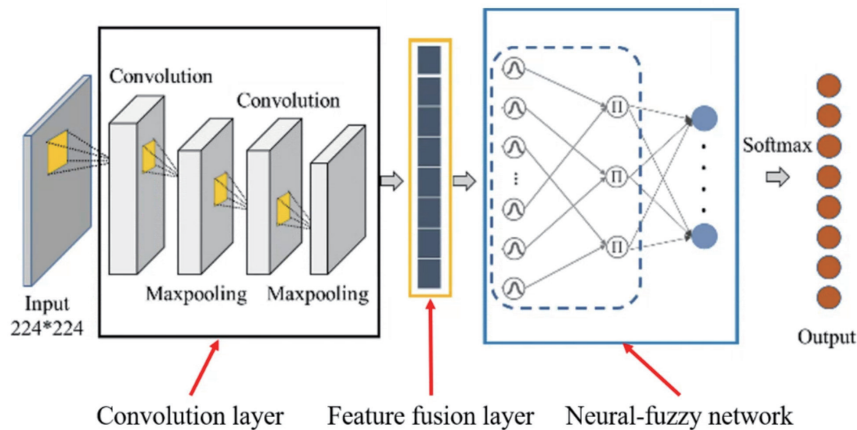 Convolution
Convolution
Maxpooling
Maxpooling
Input
224*224
Π
Π
Π
Softmax
Output
Convolution layer
Feature fusion layer
Neural-fuzzy network